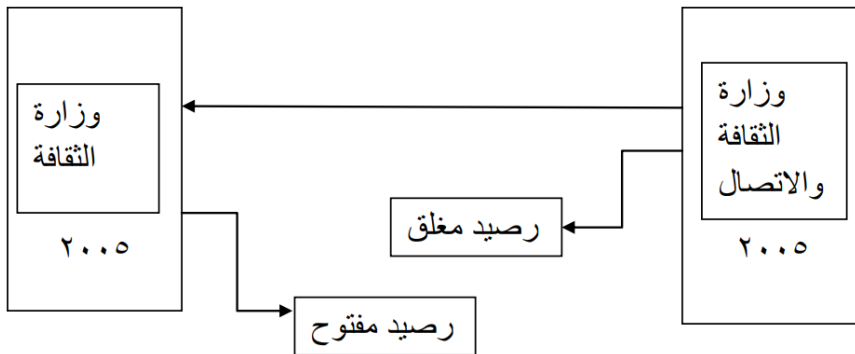 وزارة
الثقافة
والاتصال
٢٠٠٥
رصيد مغلق
وزارة
الثقافة
٢٠٠٥
رصيد مفتوح